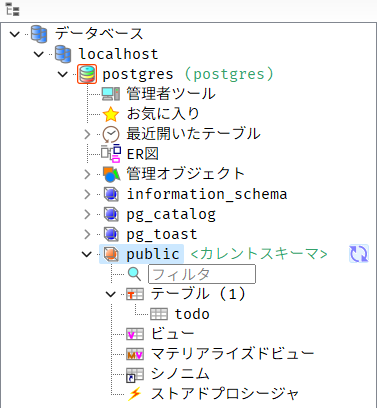 データベース
localhost
postgres (postgres)
管理者ツール
お気に入り
最近開いたテーブル
ER図
管理オブジェクト
information_schema
pg_catalog
pg_toast
public <カレントスキーマ>
フィルタ
テーブル (1)
todo
ビュー
マテリアライズドビュー
シノニム
ストアドプロシージャ